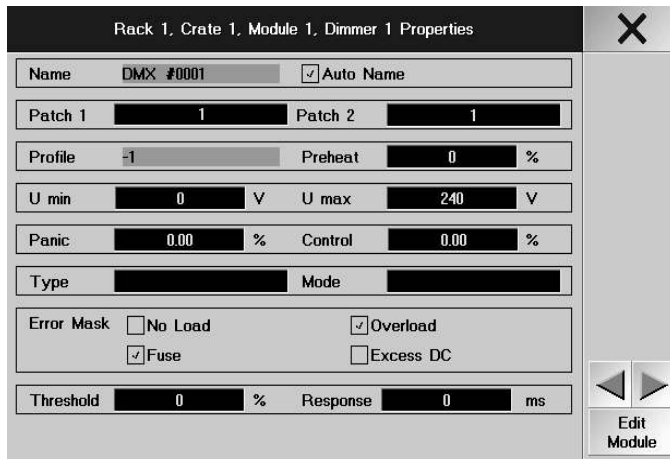 Rack 1, Crate 1, Module 1, Dimmer 1 Properties
Name DMX #0001 Auto Name
Patch 1 1 Patch 2 1
Profile -1 Preheat 0 %
U min 0 V U max 240 V
Panic 0.00 % Control 0.00 %
Type Mode
Error Mask No Load Overload
Fuse Excess DC
Threshold 0 % Response 0 ms
Edit
Module